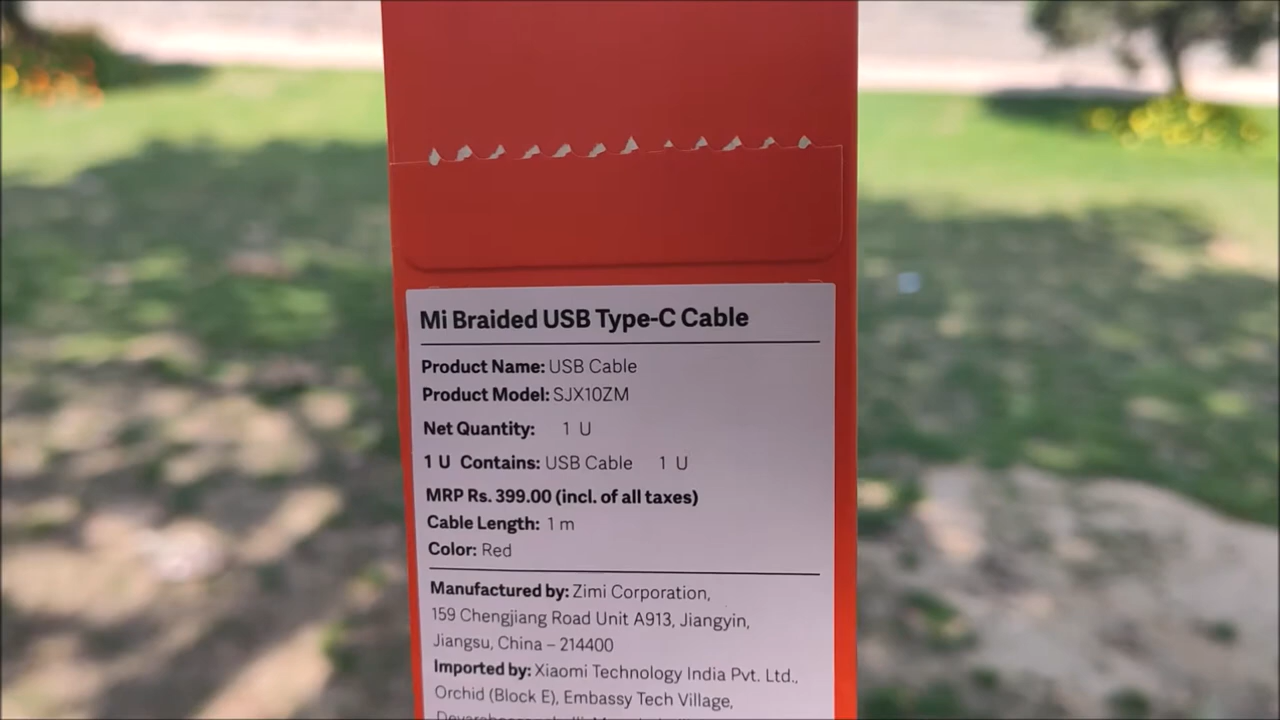 Mi Braided USB Type-C Cable
Product Name: USB Cable
Product Model: SJX10ZM
Net Quantity: 1 U
1 U Contains: USB Cable 1 U
MRP Rs. 399.00 (incl. of all taxes)
Cable Length: 1 m
Color: Red
Manufactured by: Zimi Corporation,
159 Chengjiang Road Unit A913, Jiangyin,
Jiangsu, China – 214400
Imported by: Xiaomi Technology India Pvt. Ltd.,
Orchid (Block E), Embassy Tech Village,